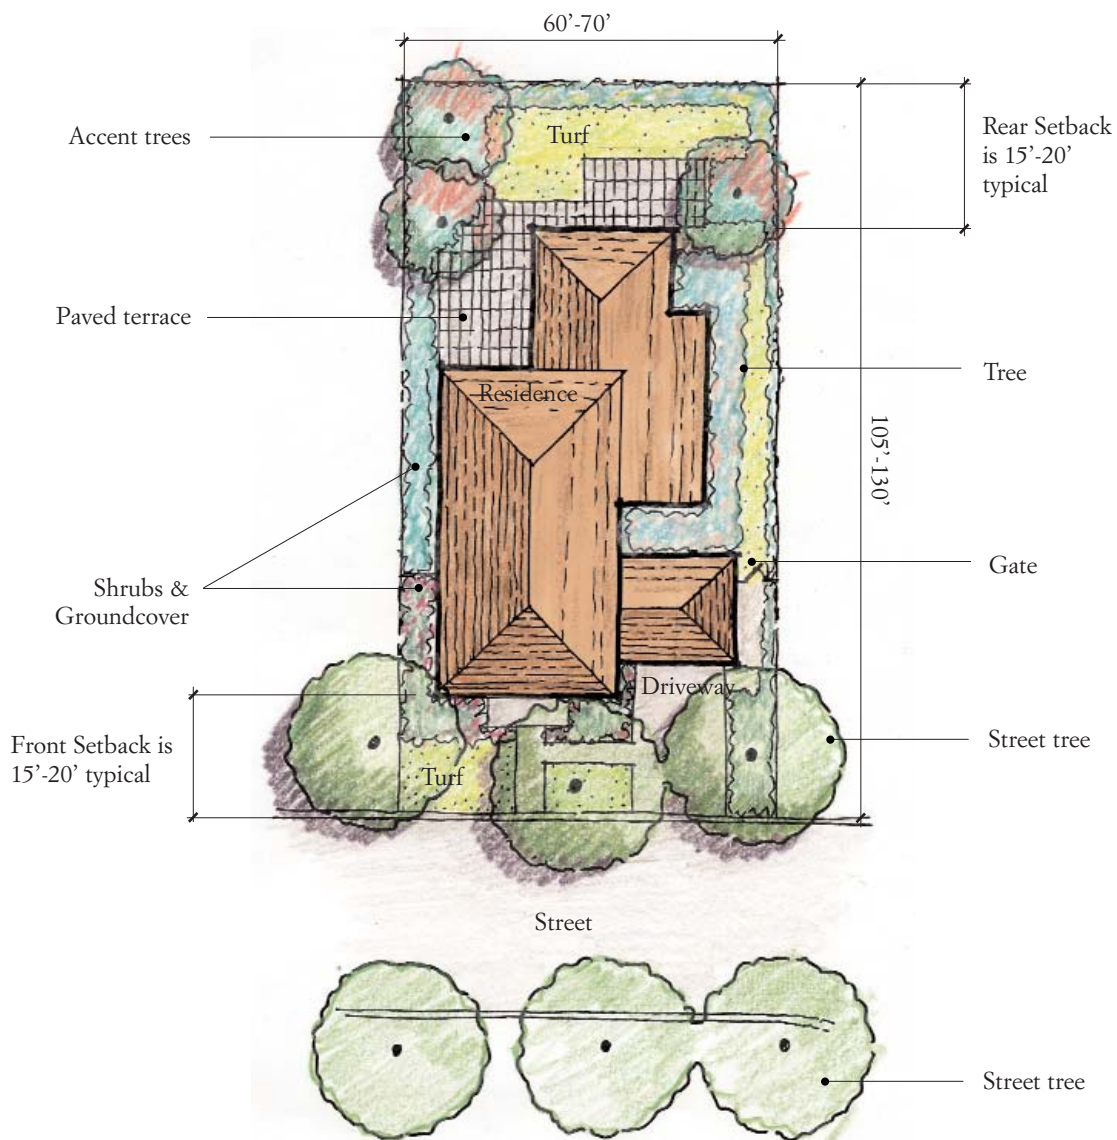 60’-70’
Accent trees
Turf
Rear Setback
is 15’-20’
typical
Paved terrace
Tree
Residence
105’-130’
Gate
Shrubs &
Groundcover
Driveway
Front Setback is
15’-20’ typical
Street tree
Turf
Street
Street tree